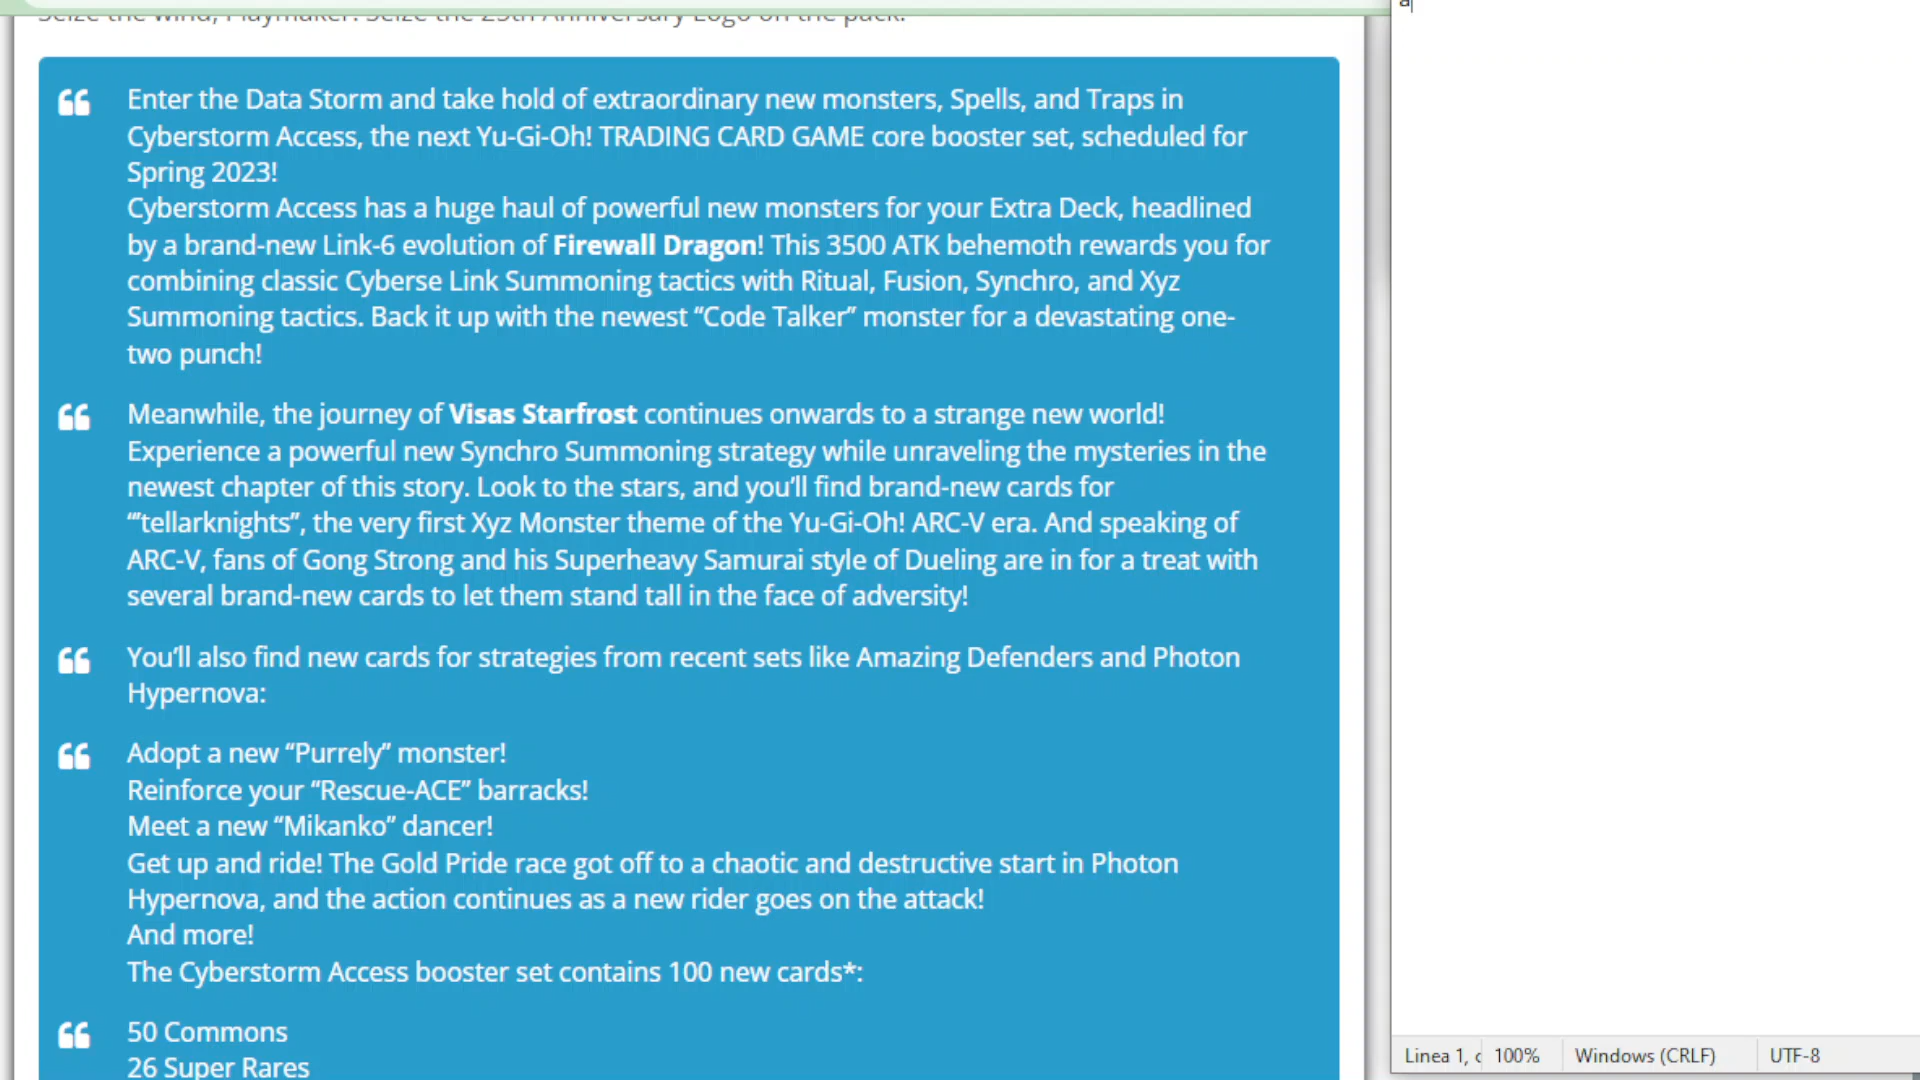 Seize the wind, Playmaker! Seize the 25th Anniversary Logo on the pack.
Enter the Data Storm and take hold of extraordinary new monsters, Spells, and Traps in
Cyberstorm Access, the next Yu-Gi-Oh! TRADING CARD GAME core booster set, scheduled for
Spring 2023!
Cyberstorm Access has a huge haul of powerful new monsters for your Extra Deck, headlined
by a brand-new Link-6 evolution of Firewall Dragon! This 3500 ATK behemoth rewards you for
combining classic Cyberse Link Summoning tactics with Ritual, Fusion, Synchro, and Xyz
Summoning tactics. Back it up with the newest “Code Talker” monster for a devastating one-
two punch!
Meanwhile, the journey of Visas Starfrost continues onwards to a strange new world!
Experience a powerful new Synchro Summoning strategy while unraveling the mysteries in the
newest chapter of this story. Look to the stars, and you’ll find brand-new cards for
“’tellarknights”, the very first Xyz Monster theme of the Yu-Gi-Oh! ARC-V era. And speaking of
ARC-V, fans of Gong Strong and his Superheavy Samurai style of Dueling are in for a treat with
several brand-new cards to let them stand tall in the face of adversity!
You’ll also find new cards for strategies from recent sets like Amazing Defenders and Photon
Hypernova:
Adopt a new “Purrely” monster!
Reinforce your “Rescue-ACE” barracks!
Meet a new “Mikanko” dancer!
Get up and ride! The Gold Pride race got off to a chaotic and destructive start in Photon
Hypernova, and the action continues as a new rider goes on the attack!
And more!
The Cyberstorm Access booster set contains 100 new cards*:
50 Commons
26 Super Rares
a
Linea 1, c 100% Windows (CRLF) UTF-8